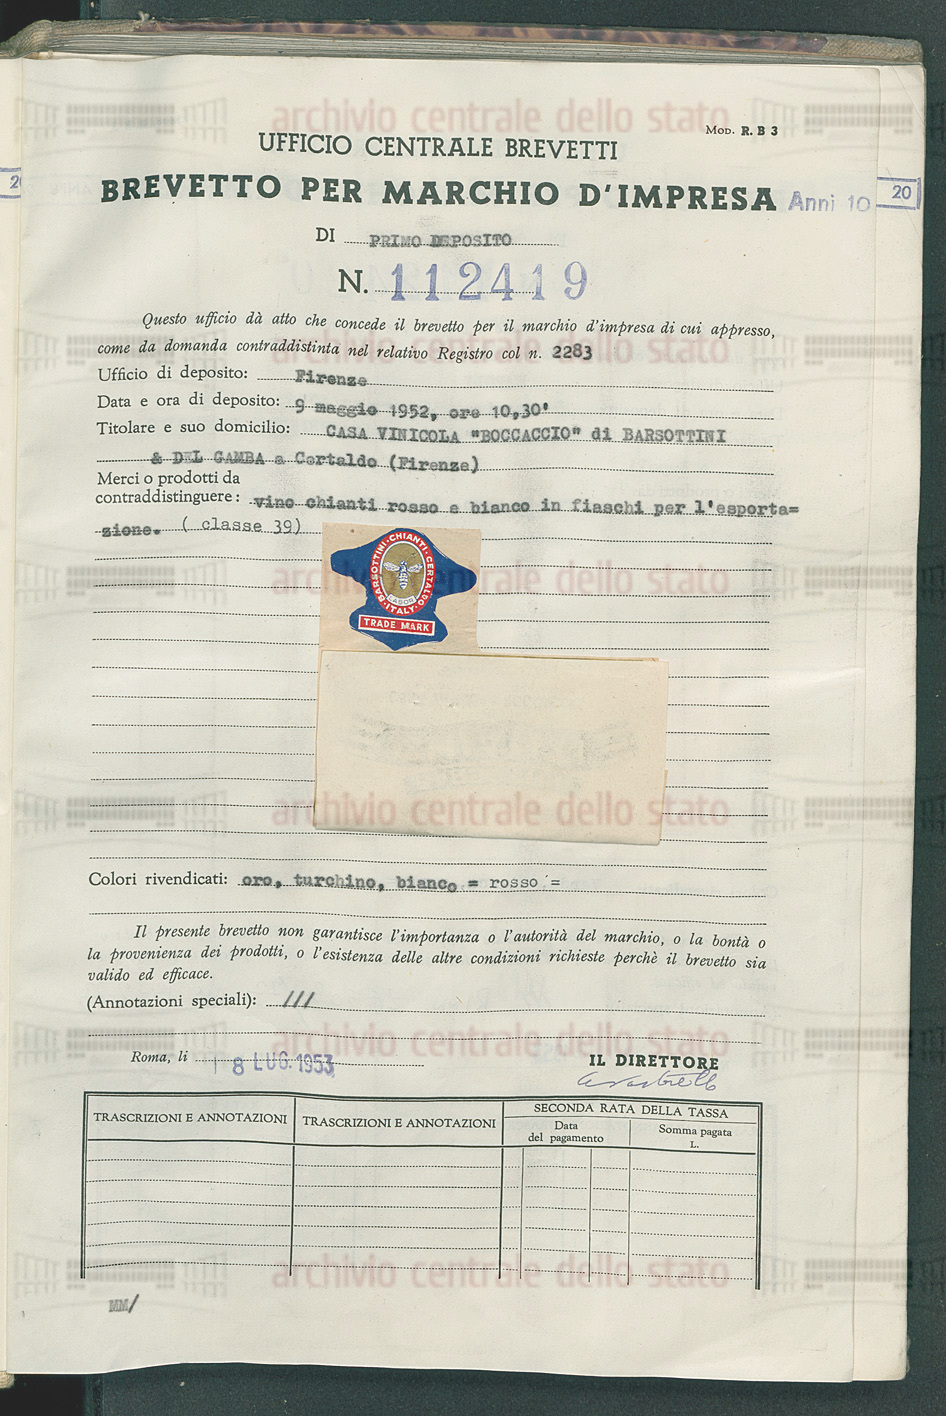 archivio centrale dello stato
Mod. R. B 3
UFFICIO CENTRALE BREVETTI
BREVETTO PER MARCHIO D'IMPRESA Anni 10
20
DI PRIMO DEPOSITO
N. 112419
Questo ufficio dà atto che concede il brevetto per il marchio d'impresa di cui appresso,
come da domanda contraddistinta nel relativo Registro col n. 2283
Ufficio di deposito: Firenze
Data e ora di deposito: 9 maggio 1952, ore 10,30'
Titolare e suo domicilio: CASA VINICOLA "BOCCACCIO" di BARSOTTINI
& DEL GAMBA a Certaldo (Firenze)
Merci o prodotti da
contraddistinguere: vino chianti rosso e bianco in fiaschi per l'esporta=
zione. ( classe 39)
BARSOTTINI·CHIANTI·CERTALDO
·ITALY·
TRADE MARK
Colori rivendicati: oro, turchino, bianco = rosso =
Il presente brevetto non garantisce l'importanza o l'autorità del marchio, o la bontà o
la provenienza dei prodotti, o l'esistenza delle altre condizioni richieste perchè il brevetto sia
valido ed efficace.
(Annotazioni speciali): ///
Roma, li 18 LUG. 1953
IL DIRETTORE
TRASCRIZIONI E ANNOTAZIONI
TRASCRIZIONI E ANNOTAZIONI
SECONDA RATA DELLA TASSA
Data
del pagamento
Somma pagata
L.
MM/